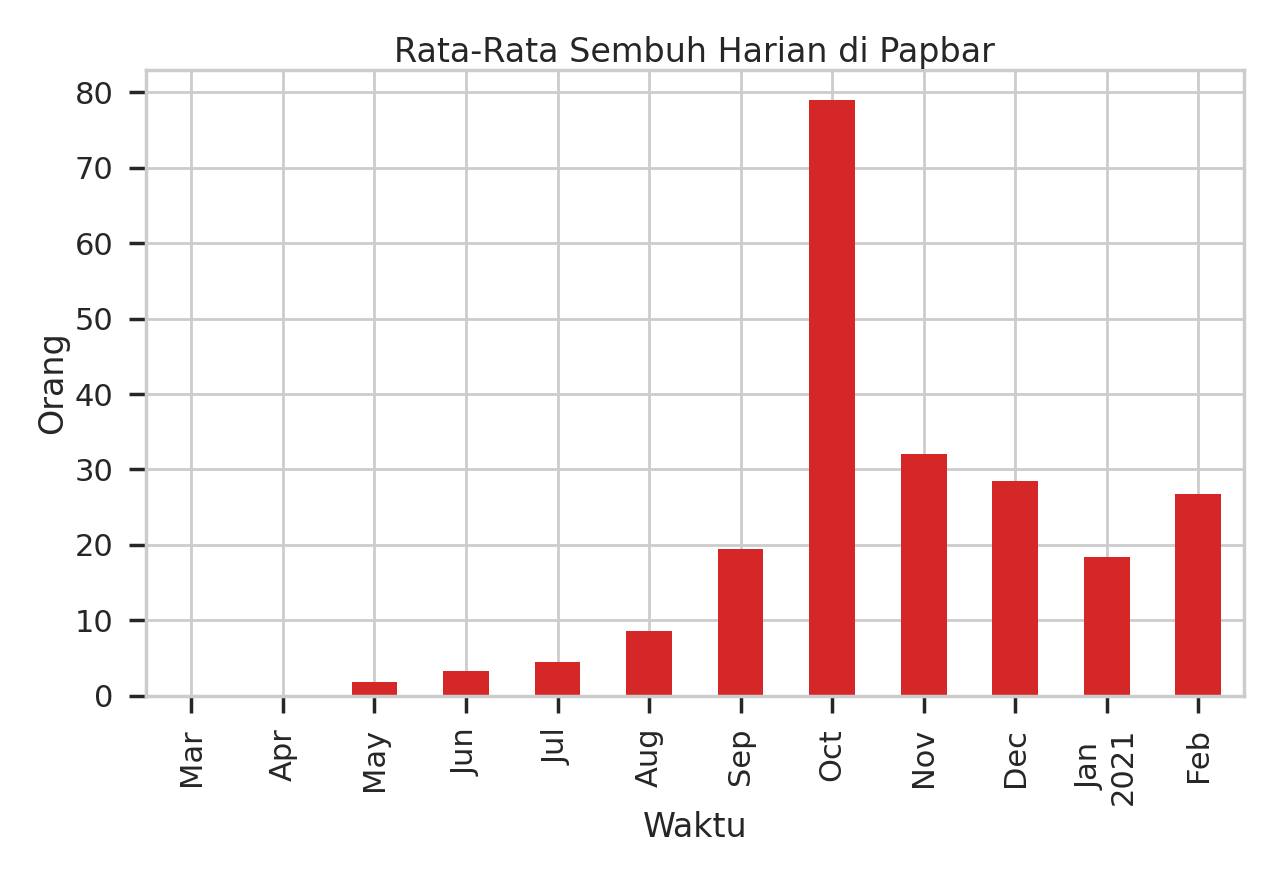 Rata-Rata Sembuh Harian di Papbar
80
70
60
50
40
30
20
10
0
Orang
Mar
Apr
May
Jun
Jul
Aug
Sep
Oct
Nov
Dec
Jan
2021
Feb
Waktu